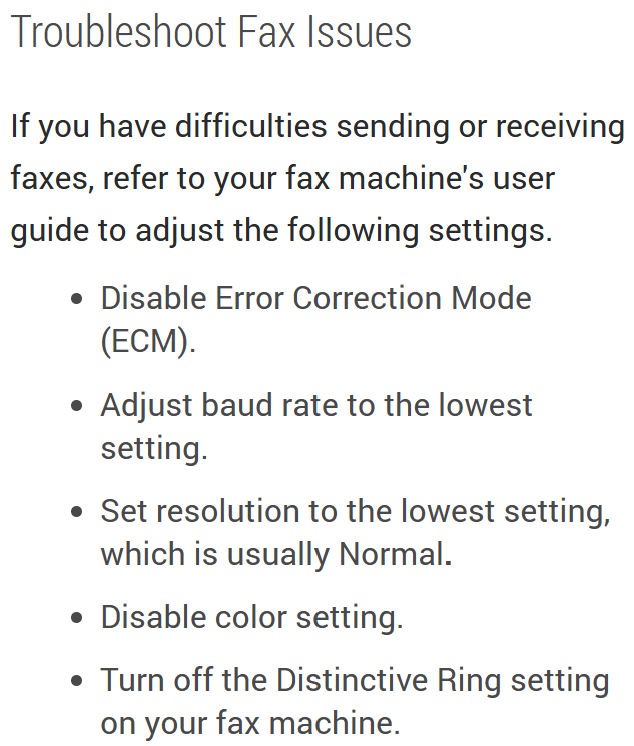 Troubleshoot Fax Issues
If you have difficulties sending or receiving
faxes, refer to your fax machine's user
guide to adjust the following settings.
• Disable Error Correction Mode
(ECM).
• Adjust baud rate to the lowest
setting.
• Set resolution to the lowest setting,
which is usually Normal.
• Disable color setting.
• Turn off the Distinctive Ring setting
on your fax machine.